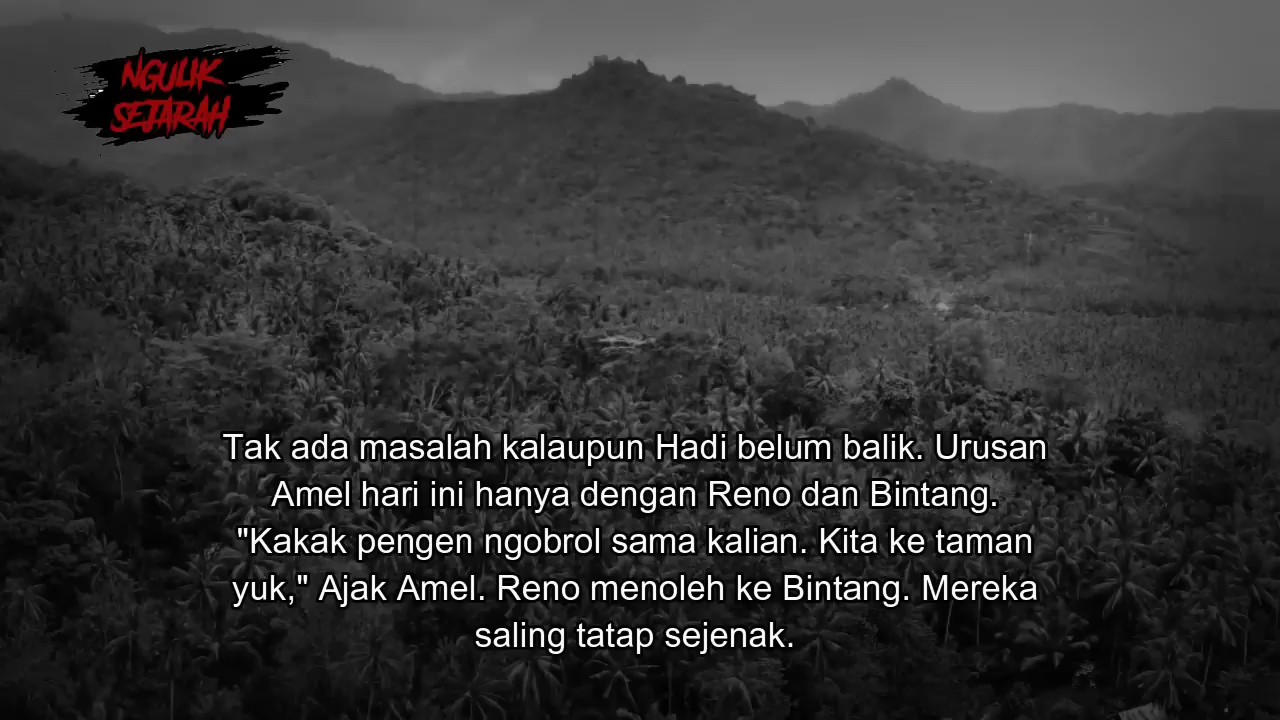 NGULIK
SEJARAH
Tak ada masalah kalaupun Hadi belum balik. Urusan
Amel hari ini hanya dengan Reno dan Bintang.
"Kakak pengen ngobrol sama kalian. Kita ke taman
yuk," Ajak Amel. Reno menoleh ke Bintang. Mereka
saling tatap sejenak.